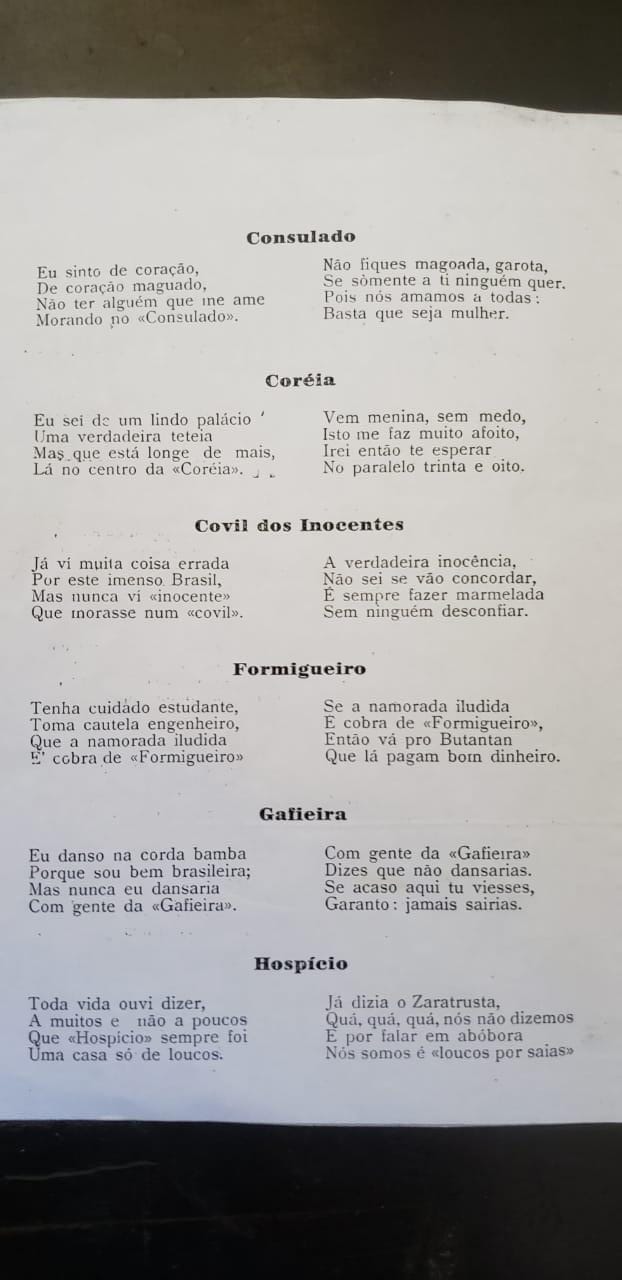 Consulado
Eu sinto de coração,
De coração maguado,
Não ter alguém que me ame
Morando no «Consulado».
Não fiques magoada, garota,
Se sòmente a ti ninguém quer.
Pois nós amamos a todas :
Basta que seja mulher.
Coréia
Eu sei de um lindo palácio
Uma verdadeira teteia
Mas que está longe de mais,
Lá no centro da «Coréia».
Vem menina, sem medo,
Isto me faz muito afoito,
Irei então te esperar
No paralelo trinta e oito.
Covil dos Inocentes
Já ví muita coisa errada
Por este imenso Brasil,
Mas nunca ví «inocente»
Que morasse num «covil».
A verdadeira inocência,
Não sei se vão concordar,
É sempre fazer marmelada
Sem ninguém desconfiar.
Formigueiro
Tenha cuidado estudante,
Toma cautela engenheiro,
Que a namorada iludida
E' cobra de «Formigueiro»
Se a namorada iludida
E cobra de «Formigueiro»,
Então vá pro Butantan
Que lá pagam bom dinheiro.
Gafieira
Eu danso na corda bamba
Porque sou bem brasileira;
Mas nunca eu dansaria
Com gente da «Gafieira».
Com gente da «Gafieira»
Dizes que não dansarias.
Se acaso aqui tu viesses,
Garanto : jamais sairias.
Hospício
Toda vida ouvi dizer,
A muitos e não a poucos
Que «Hospício» sempre foi
Uma casa só de loucos.
Já dizia o Zaratrusta,
Quá, quá, quá, nós não dizemos
E por falar em abóbora
Nós somos é «loucos por saias»